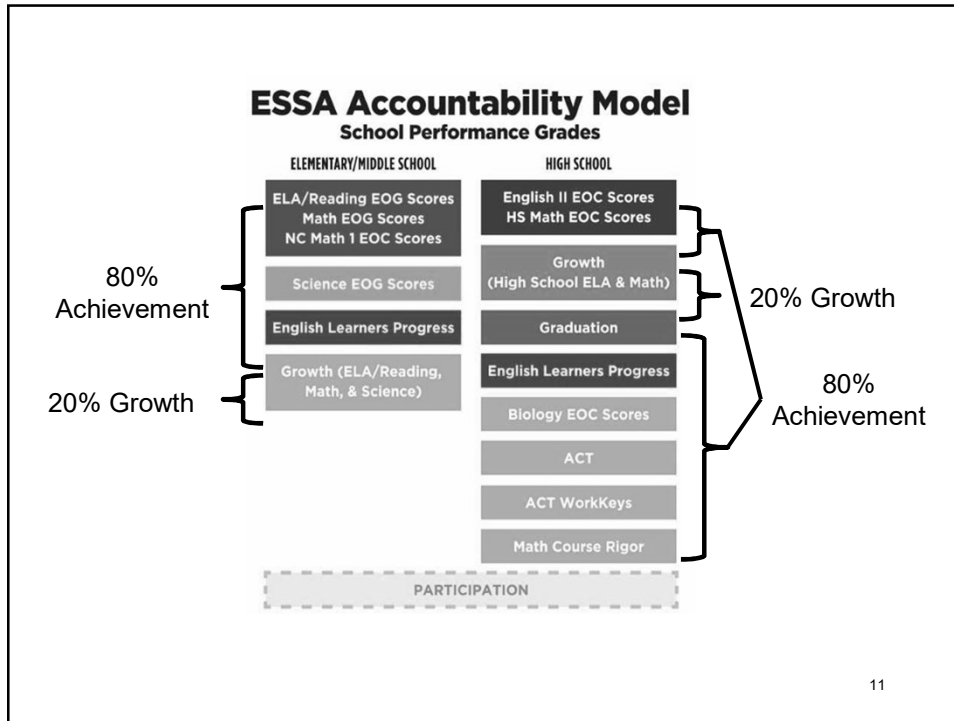 ESSA Accountability Model
School Performance Grades
ELEMENTARY/MIDDLE SCHOOL
ELA/Reading EOG Scores
Math EOG Scores
NC Math 1 EOC Scores
Science EOG Scores
English Learners Progress
Growth (ELA/Reading,
Math, & Science)
80%
Achievement
20% Growth
HIGH SCHOOL
English II EOC Scores
HS Math EOC Scores
Growth
(High School ELA & Math)
Graduation
English Learners Progress
Biology EOC Scores
ACT
ACT WorkKeys
Math Course Rigor
20% Growth
80%
Achievement
PARTICIPATION
11